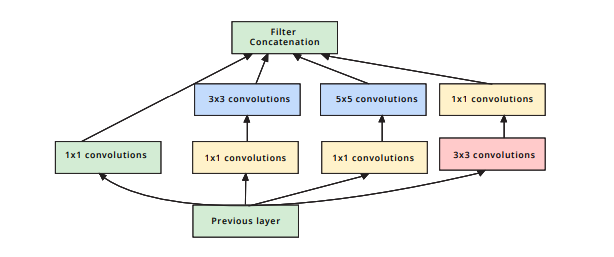 Filter
Concatenation
3x3 convolutions
5x5 convolutions
1x1 convolutions
1x1 convolutions
1x1 convolutions
1x1 convolutions
3x3 convolutions
Previous layer